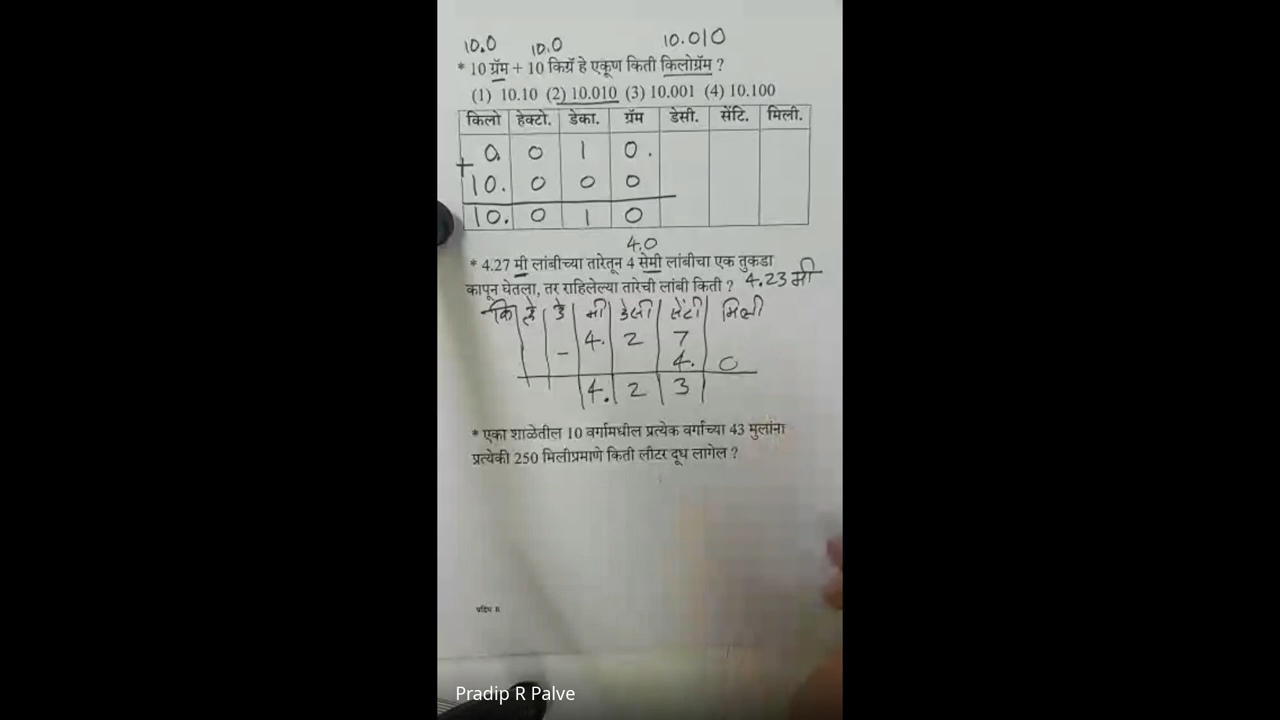 10.0 10.0 10.010
* 10 ग्रॅम + 10 किग्रॅ हे एकूण किती किलोग्रॅम ?
(1) 10.10 (2) 10.010 (3) 10.001 (4) 10.100
किलो हेक्टो. डेका. ग्रॅम डेसी. सेंटि. मिली.
0. 0 1 0.
+
10. 0 0 0
10. 0 1 0
4.0
* 4.27 मी लांबीच्या तारेतून 4 सेमी लांबीचा एक तुकडा
कापून घेतला, तर राहिलेल्या तारेची लांबी किती ? 4.23 मी
कि हे डे मी डेसी सेंटी मिली
4. 2 7
- 4. 0
4. 2 3
* एका शाळेतील 10 वर्गामधील प्रत्येक वर्गाच्या 43 मुलांना
प्रत्येकी 250 मिलीप्रमाणे किती लीटर दूध लागेल ?
प्रदिप R
Pradip R Palve